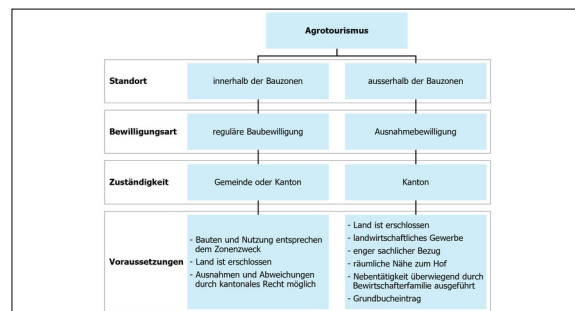 Agrotourismus
Standort
innerhalb der Bauzonen
ausserhalb der Bauzonen
Bewilligungsart
reguläre Baubewilligung
Ausnahmebewilligung
Zuständigkeit
Gemeinde oder Kanton
Kanton
Voraussetzungen
- Bauten und Nutzung entsprechen
dem Zonenzweck
- Land ist erschlossen
- Ausnahmen und Abweichungen
durch kantonales Recht möglich
- Land ist erschlossen
- landwirtschaftliches Gewerbe
- enger sachlicher Bezug
- räumliche Nähe zum Hof
- Nebentätigkeit überwiegend durch
Bewirtschafterfamilie ausgeführt
- Grundbucheintrag